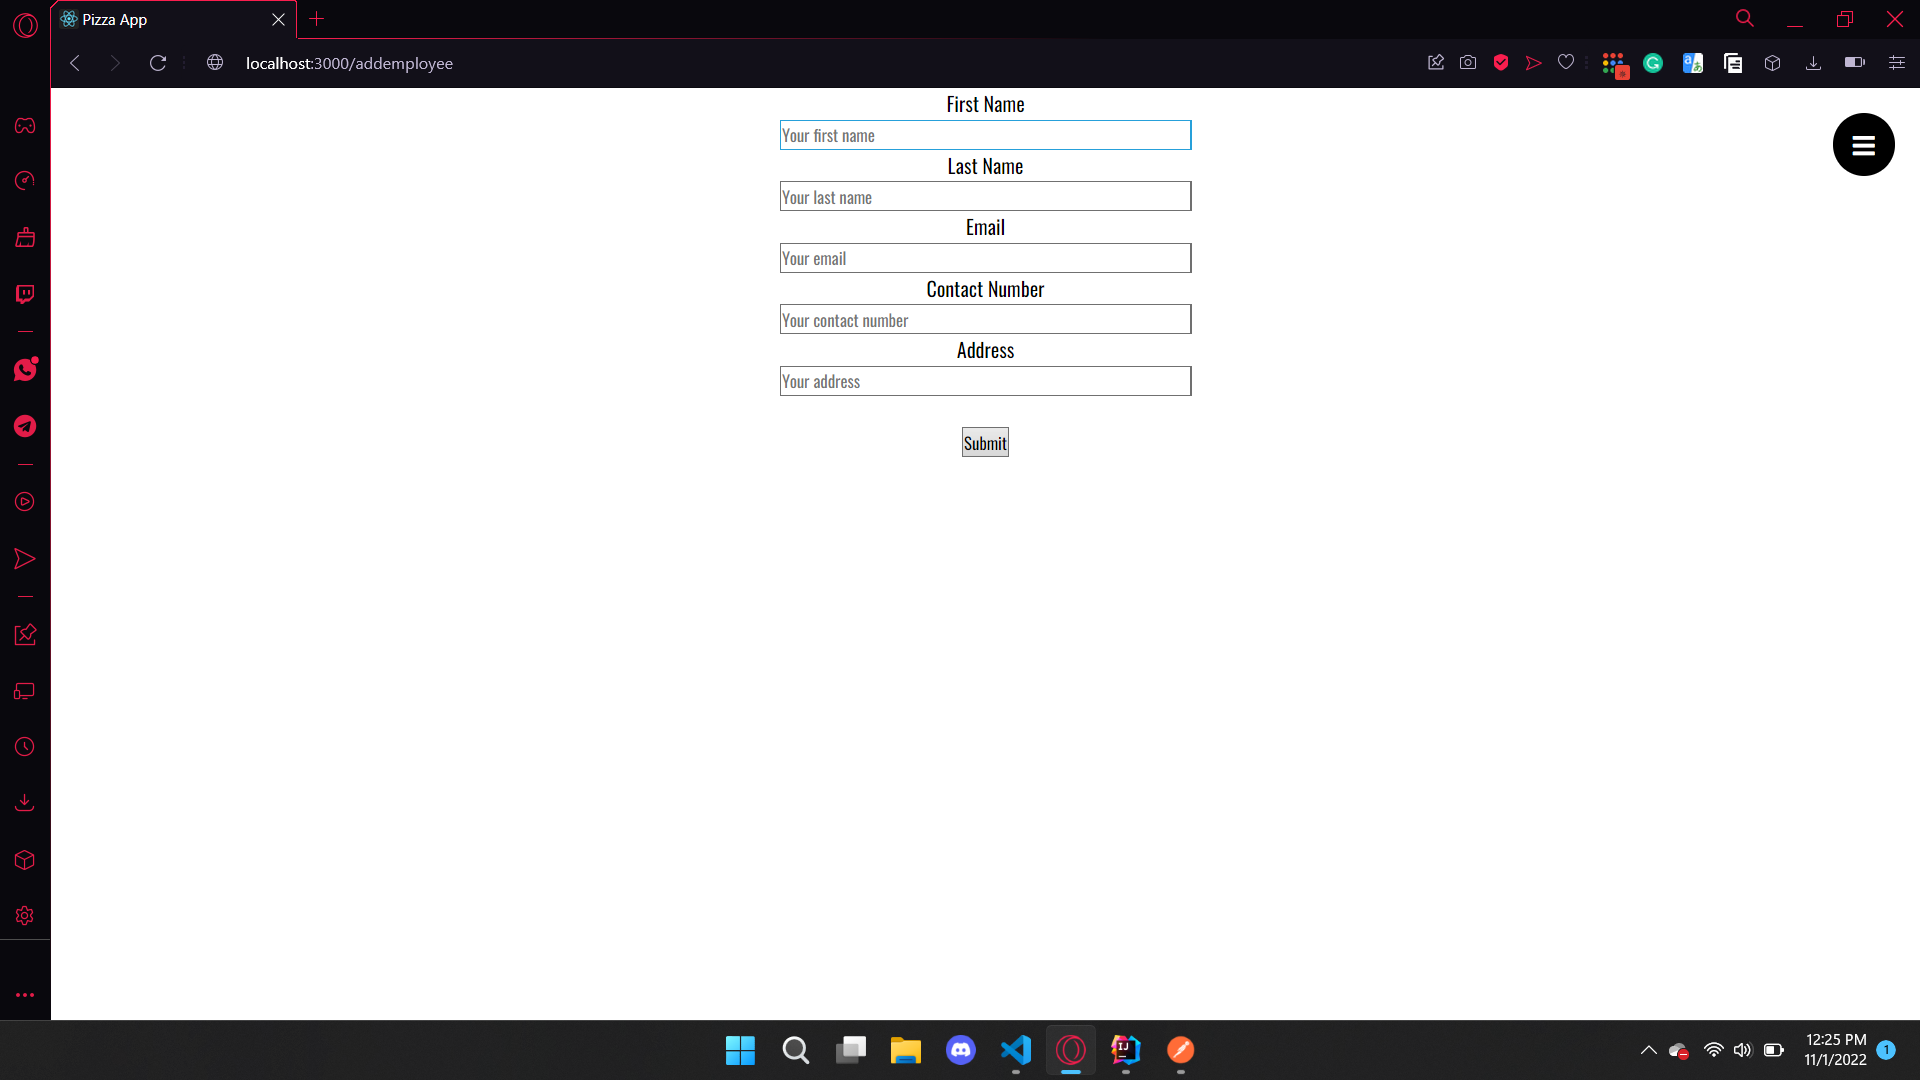 Pizza App
localhost:3000/addemployee
First Name
Your first name
Last Name
Your last name
Email
Your email
Contact Number
Your contact number
Address
Your address
Submit
12:25 PM
11/1/2022
1